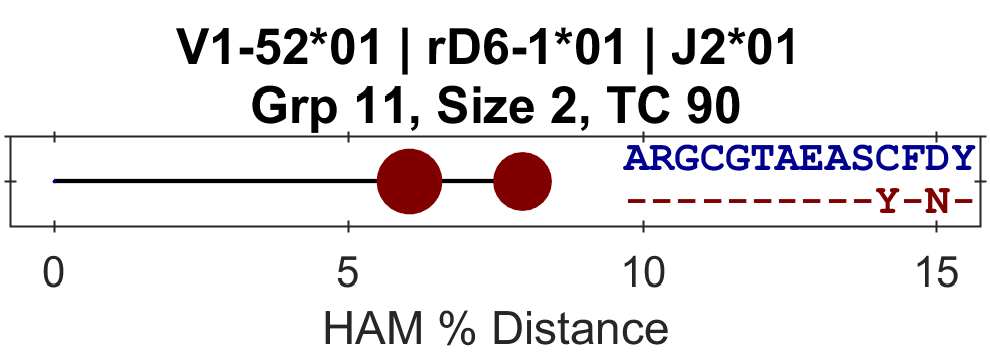 V1-52*01 | rD6-1*01 | J2*01
Grp 11, Size 2, TC 90
ARGCGTAEASCFDY
-----------Y-N-
0 5 10 15
HAM % Distance